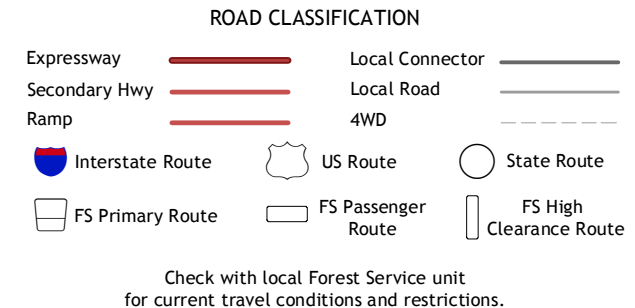 ROAD CLASSIFICATION
Expressway
Local Connector
Secondary Hwy
Local Road
Ramp
4WD
Interstate Route
US Route
State Route
FS Primary Route
FS Passenger
Route
FS High
Clearance Route
Check with local Forest Service unit
for current travel conditions and restrictions.